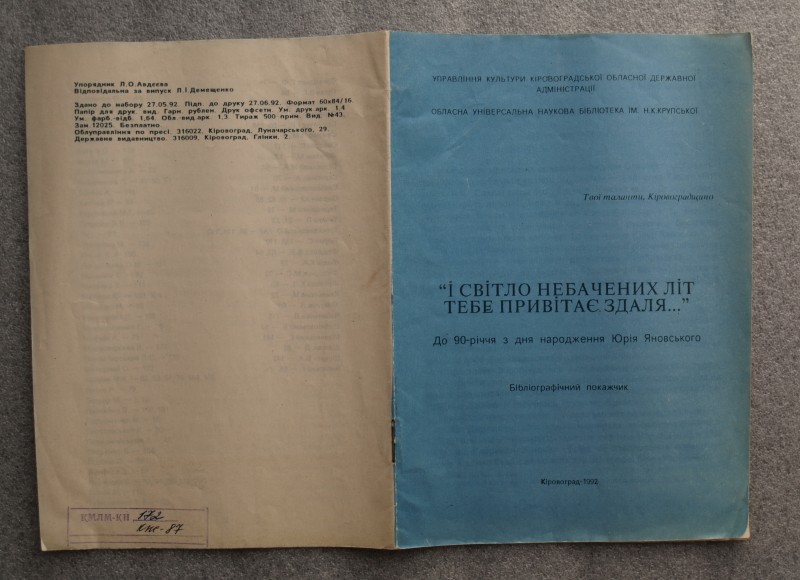 Упорядник Л.О.Авдєєва
Відповідальна за випуск Л.І.Демещенко
Здано до набору 27.05.92. Підп. до друку 27.06.92. Формат 60х84/16
Папір для друк. вид. Гарн. рублен. Друк офсетн. Ум. друк.арк. 1,4
Ум. фарб.-відб. 1,64. Обл.-вид.арк. 1,3. Тираж 500 прим. Вид. №43.
Зам.12025. Безплатно.
Облуправління по пресі. 316022, Кіровоград, Луначарського, 29.
Державне видавництво. 316009, Кіровоград, Глінки, 2.
КМЛМ-КП 172
КНЖ-87
УПРАВЛІННЯ КУЛЬТУРИ КІРОВОГРАДСЬКОЇ ОБЛАСНОЇ ДЕРЖАВНОЇ
АДМІНІСТРАЦІЇ
ОБЛАСНА УНІВЕРСАЛЬНА НАУКОВА БІБЛІОТЕКА ІМ. Н.К.КРУПСЬКОЇ
Твої таланти, Кіровоградщино
“І СВІТЛО НЕБАЧЕНИХ ЛІТ
ТЕБЕ ПРИВІТАЄ ЗДАЛЯ...”
До 90-річчя з дня народження Юрія Яновського
Бібліографічний покажчик
Кіровоград-1992